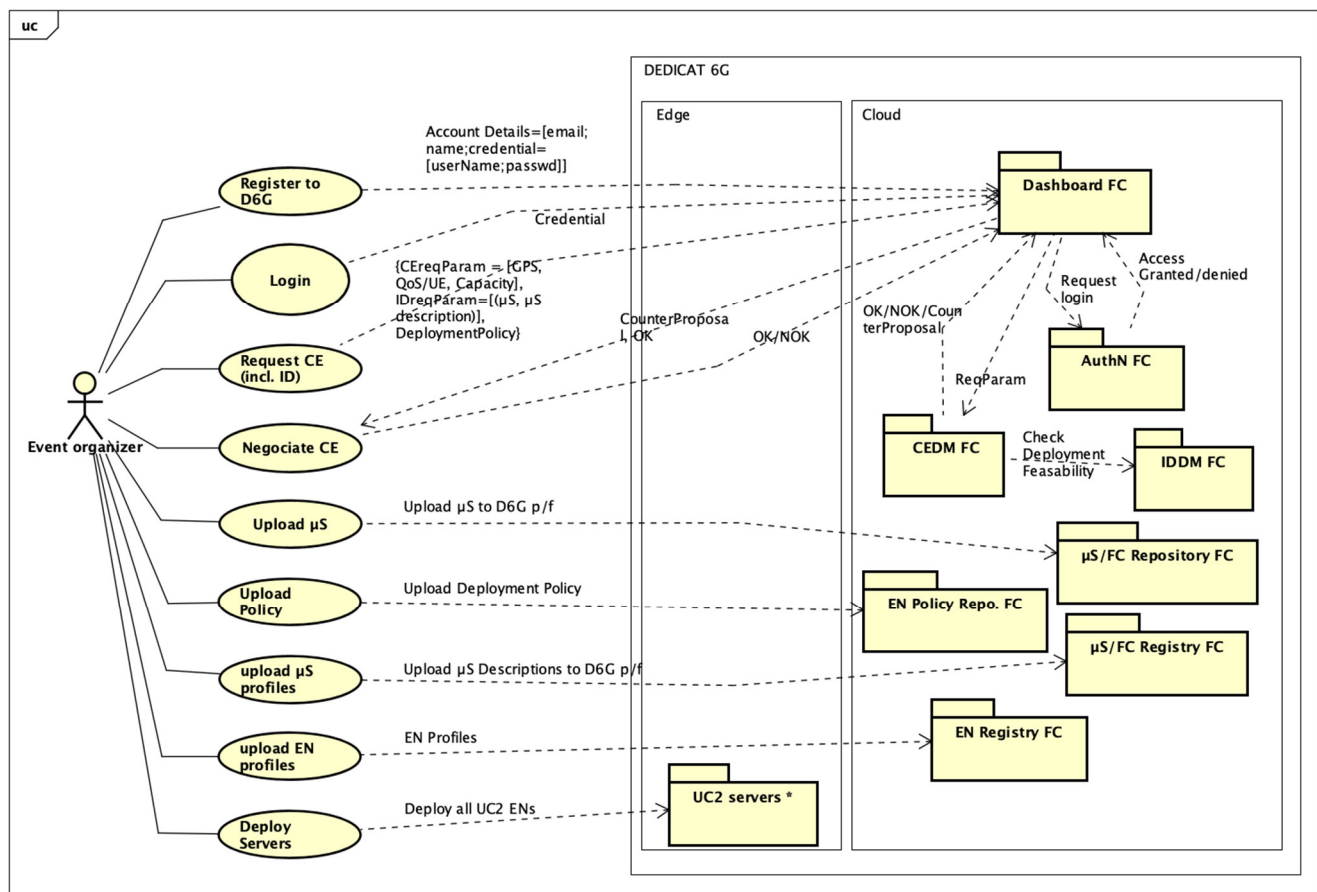 uc
DEDICAT 6G
Edge
Cloud
Account Details=[email;
name;credential=
[userName;passwd]]
Register to
D6G
Dashboard FC
Credential
Login
{CEreqParam = [GPS,
QoS/UE, Capacity],
IDreqParam=[(µS, µS
description)],
DeploymentPolicy}
Access
Granted/denied
Request
login
OK/NOK/Coun
terProposal
CounterProposa
l, OK
OK/NOK
Request CE
(incl. ID)
AuthN FC
ReqParam
Event organizer
Negociate CE
CEDM FC
Check
Deployment
Feasability
IDDM FC
Upload µS
Upload µS to D6G p/f
µS/FC Repository FC
Upload
Policy
Upload Deployment Policy
EN Policy Repo. FC
µS/FC Registry FC
upload µS
profiles
Upload µS Descriptions to D6G p/f
upload EN
profiles
EN Profiles
EN Registry FC
UC2 servers *
Deploy all UC2 ENs
Deploy
Servers